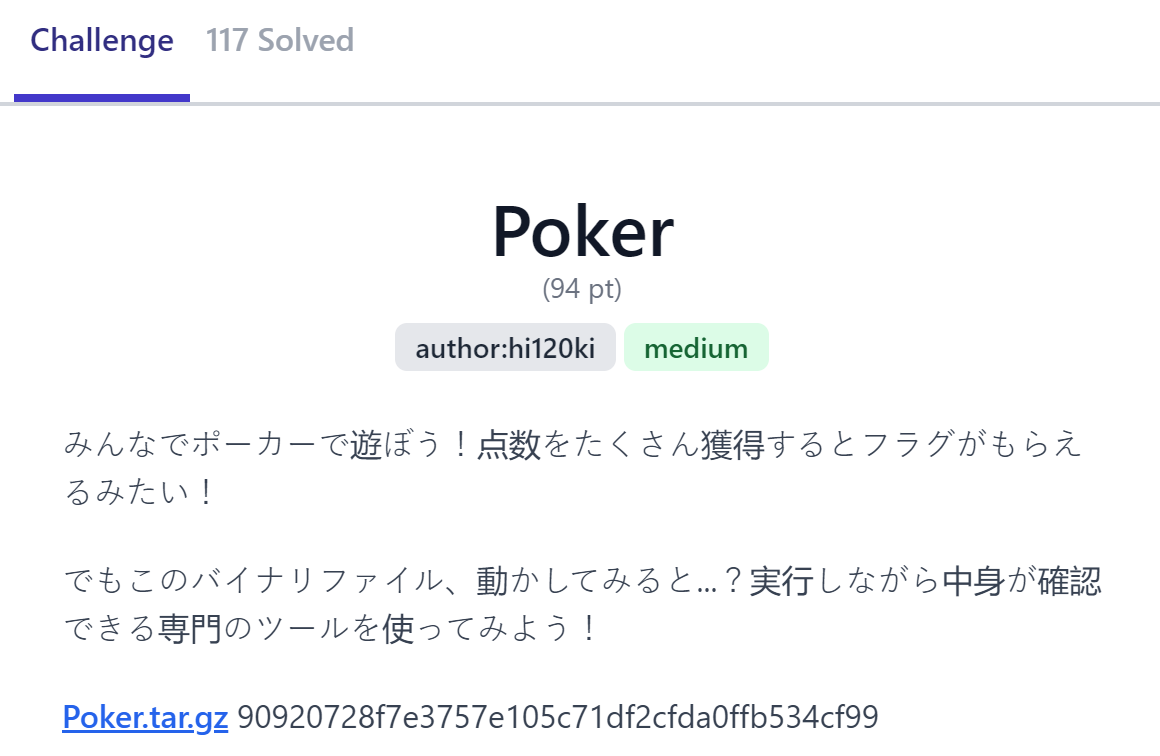 Challenge 117 Solved
Poker
(94 pt)
author:hi120ki medium
みんなでポーカーで遊ぼう！点数をたくさん獲得するとフラグがもらえ
るみたい！
でもこのバイナリファイル、動かしてみると...？実行しながら中身が確認
できる専門のツールを使ってみよう！
Poker.tar.gz 90920728f7e3757e105c71df2cfda0ffb534cf99